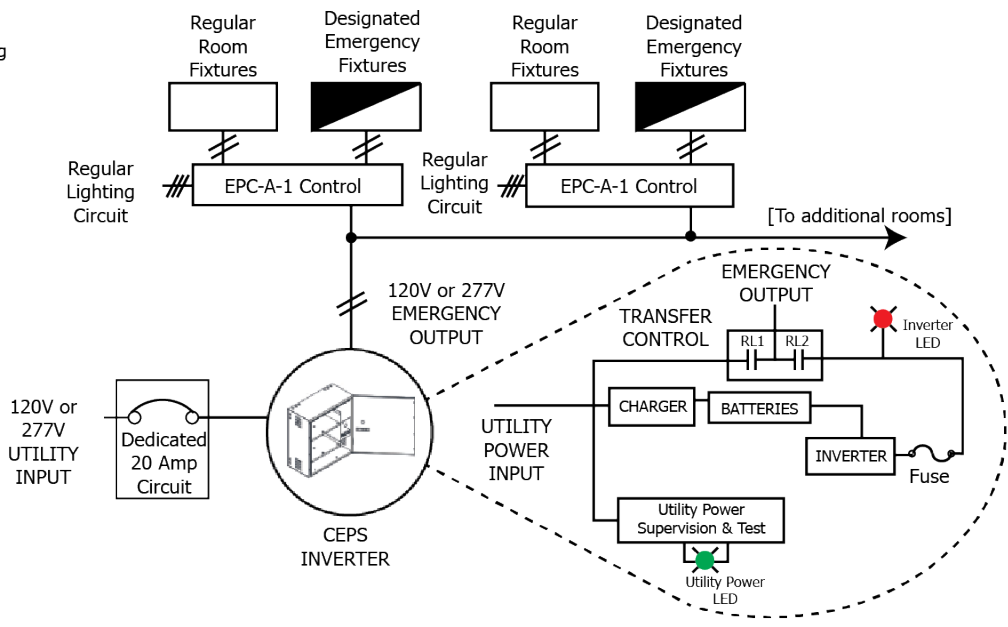 g
Regular
Room
Fixtures
Designated
Emergency
Fixtures
Regular
Room
Fixtures
Designated
Emergency
Fixtures
Regular
Lighting
Circuit
EPC-A-1 Control
Regular
Lighting
Circuit
EPC-A-1 Control
[To additional rooms]
120V or 277V
EMERGENCY
OUTPUT
EMERGENCY
OUTPUT
TRANSFER
CONTROL
RL1 RL2
Inverter
LED
120V or
277V
UTILITY
INPUT
Dedicated
20 Amp
Circuit
CEPS
INVERTER
UTILITY
POWER
INPUT
CHARGER
BATTERIES
INVERTER
Fuse
Utility Power
Supervision & Test
Utility Power
LED